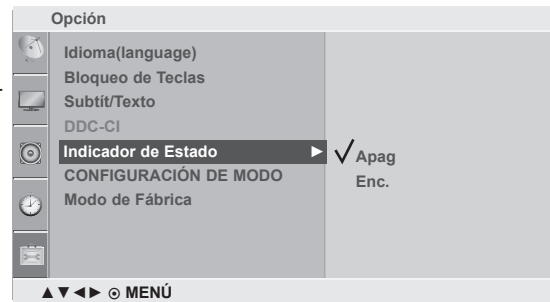 Opción
Idioma(language)
Bloqueo de Teclas
Subtít/Texto
DDC-CI
Indicador de Estado ►
✓Apag
CONFIGURACIÓN DE MODO
Enc.
Modo de Fábrica
▲▼◄► ⊙ MENÚ